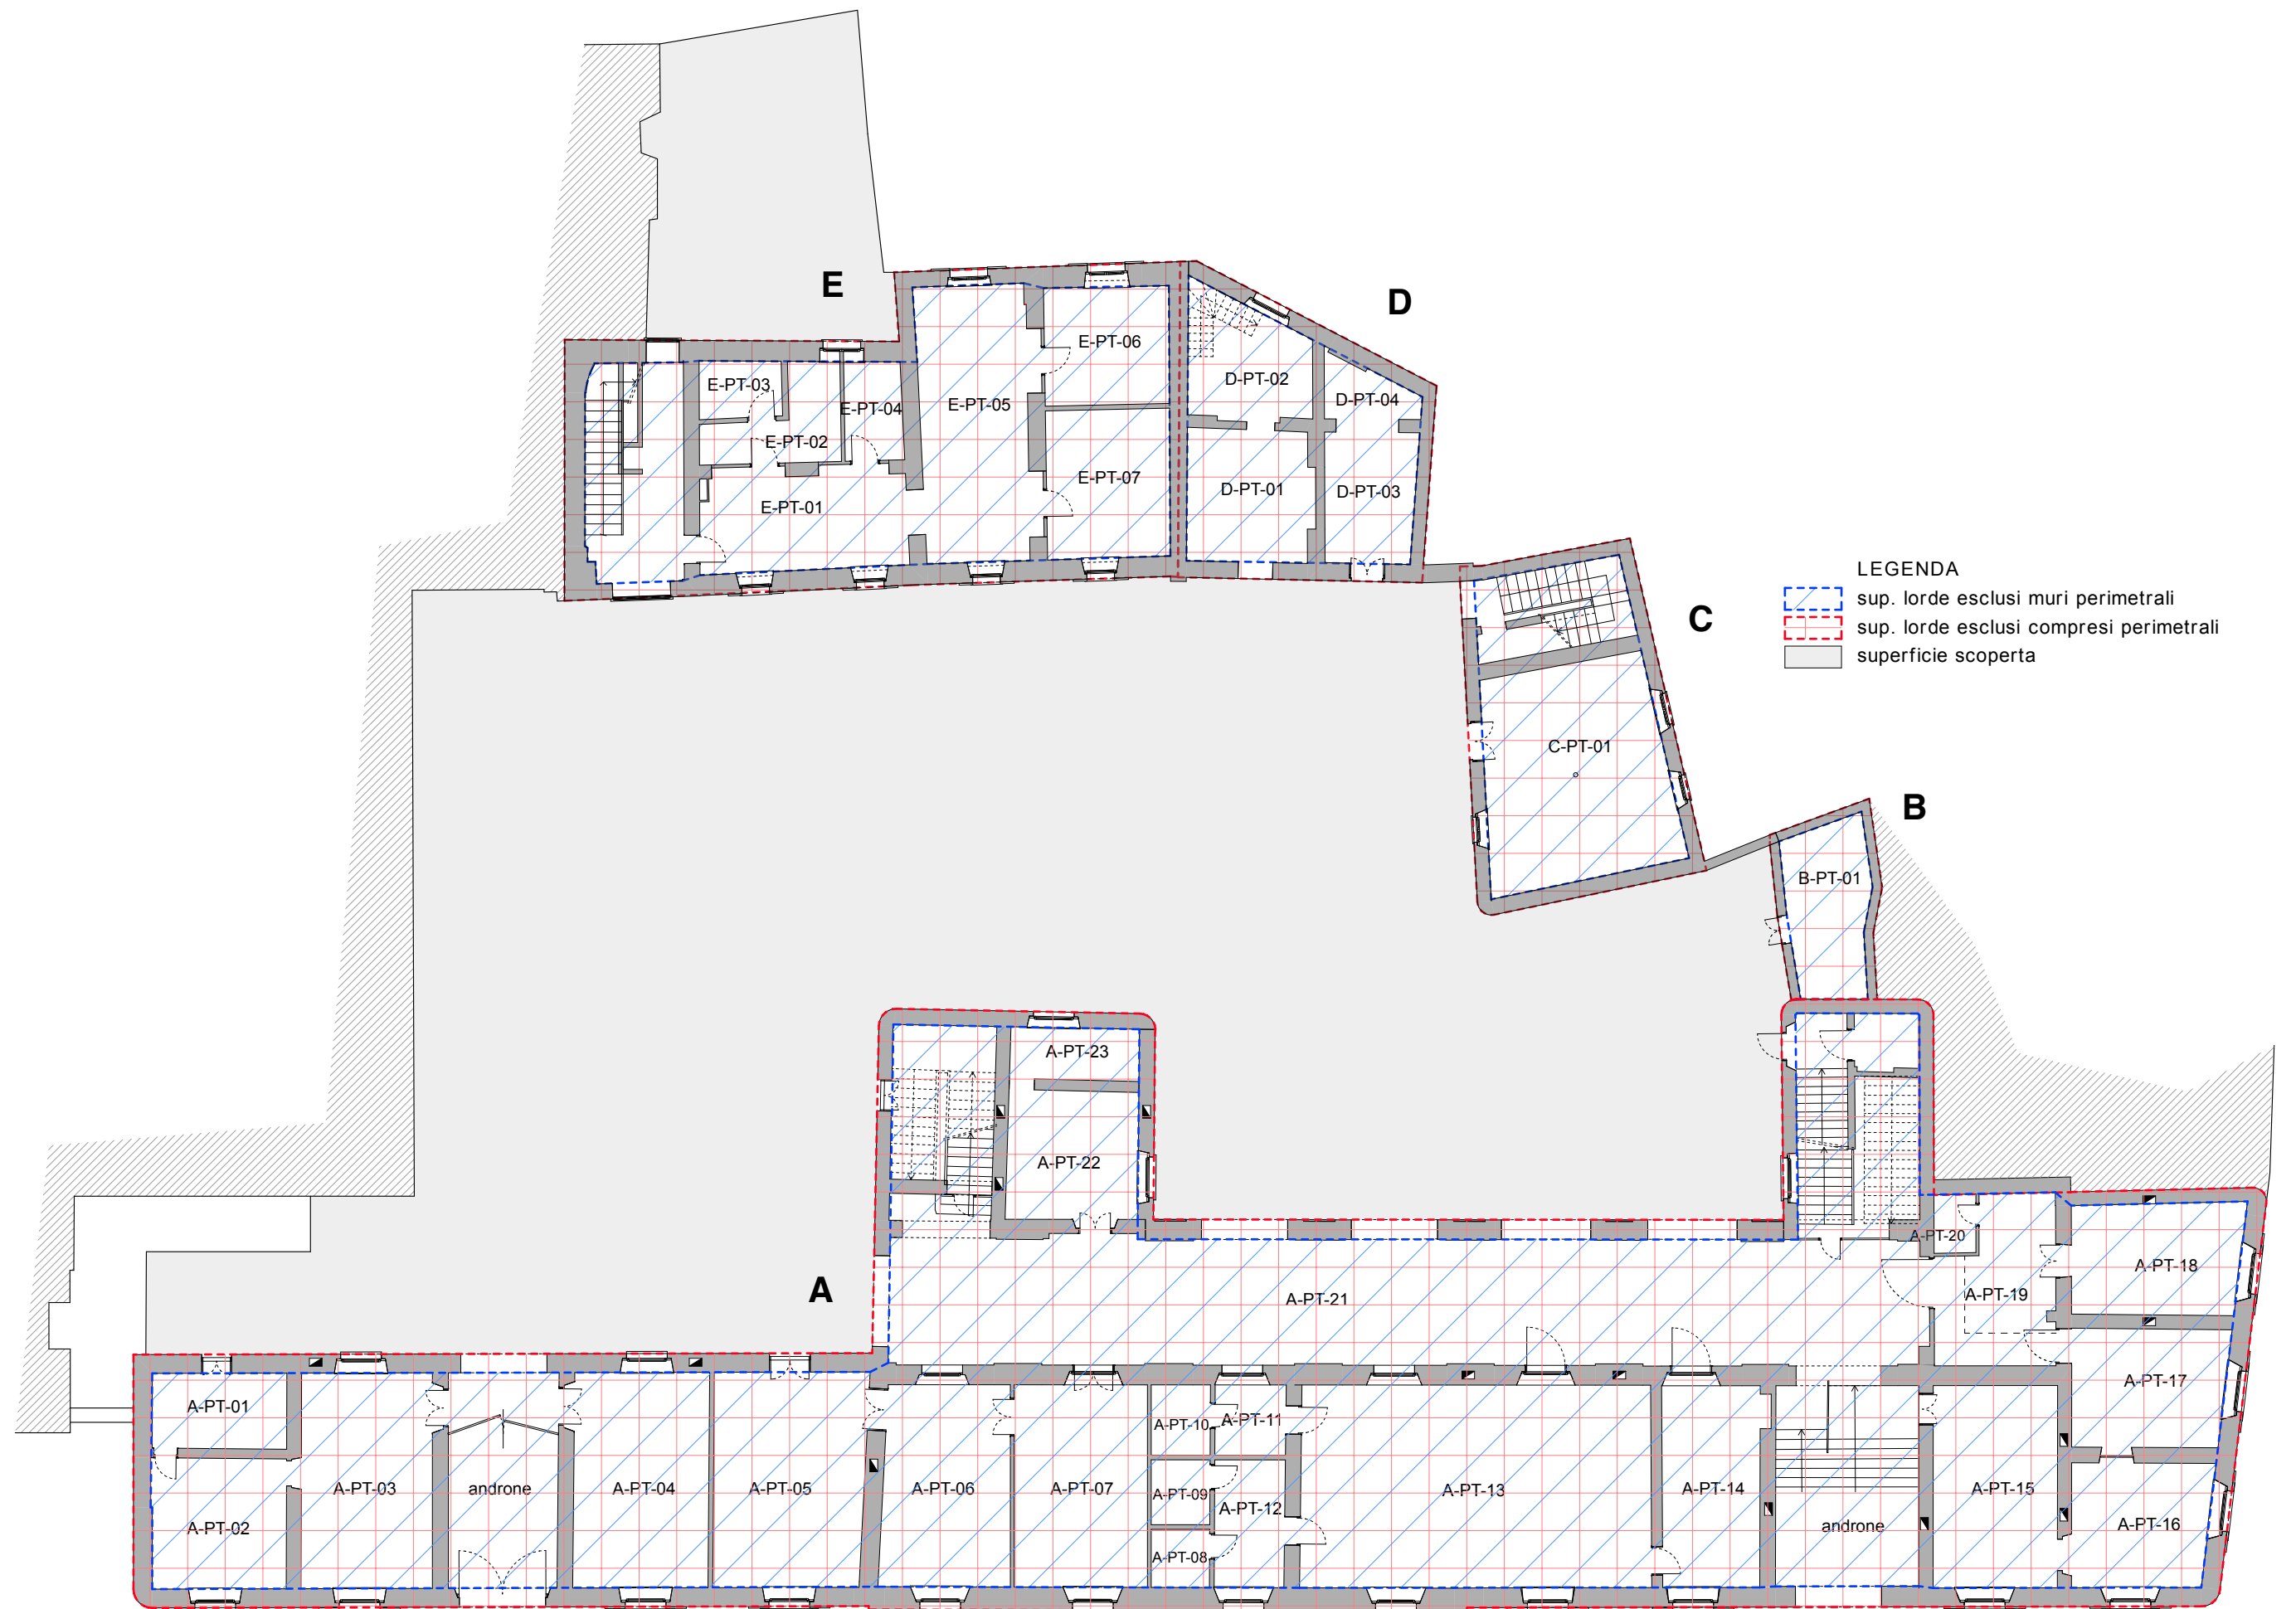 E
D
E-PT-06
E-PT-03
D-PT-02
E-PT-04
E-PT-05
D-PT-04
E-PT-02
E-PT-07
D-PT-01
D-PT-03
E-PT-01
LEGENDA
sup. lorde esclusi muri perimetrali
sup. lorde esclusi compresi perimetrali
superficie scoperta
C
C-PT-01
B
B-PT-01
A-PT-23
A-PT-22
A-PT-20
A-PT-18
A
A-PT-21
A-PT-19
A-PT-17
A-PT-01
A-PT-10
A-PT-11
A-PT-03
androne
A-PT-04
A-PT-05
A-PT-06
A-PT-07
A-PT-09
A-PT-12
A-PT-13
A-PT-14
A-PT-15
A-PT-02
androne
A-PT-16
A-PT-08